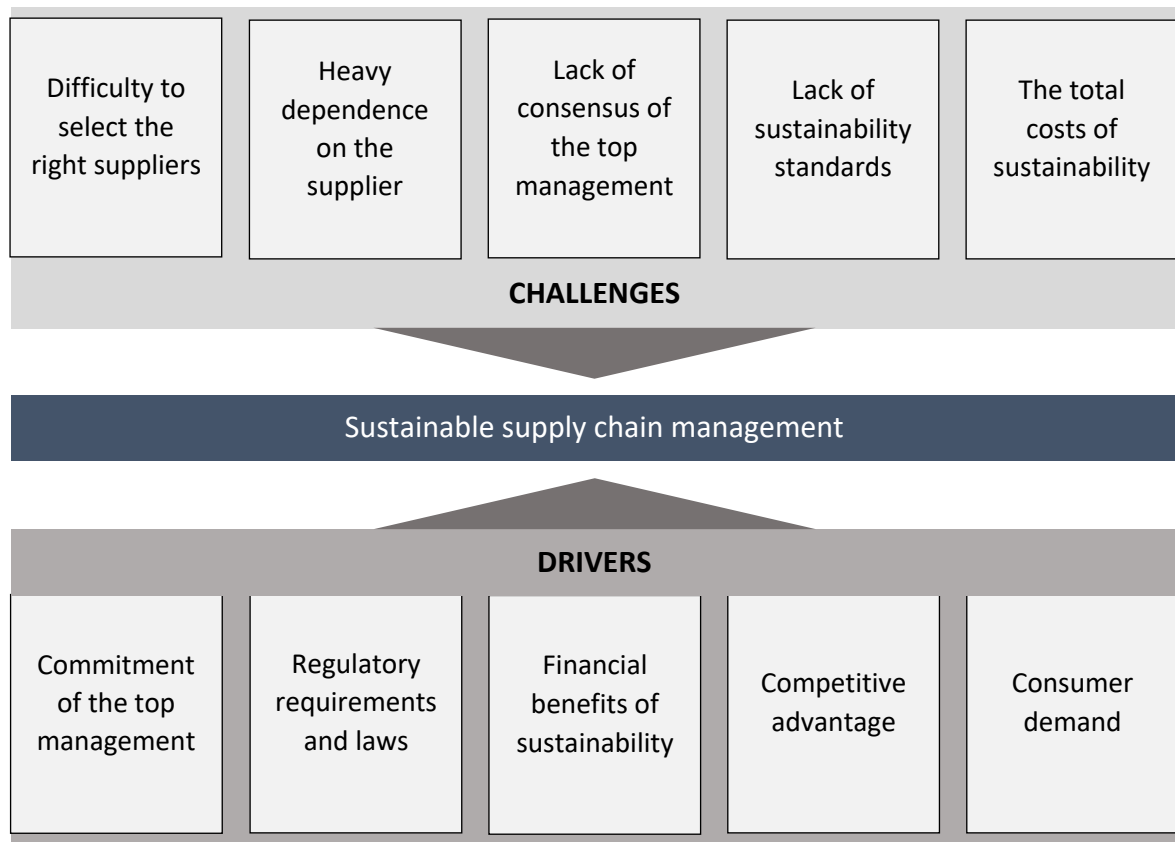 Difficulty to
select the
right suppliers
Heavy
dependence
on the
supplier
Lack of
consensus of
the top
management
Lack of
sustainability
standards
The total
costs of
sustainability
CHALLENGES
Sustainable supply chain management
DRIVERS
Commitment
of the top
management
Regulatory
requirements
and laws
Financial
benefits of
sustainability
Competitive
advantage
Consumer
demand